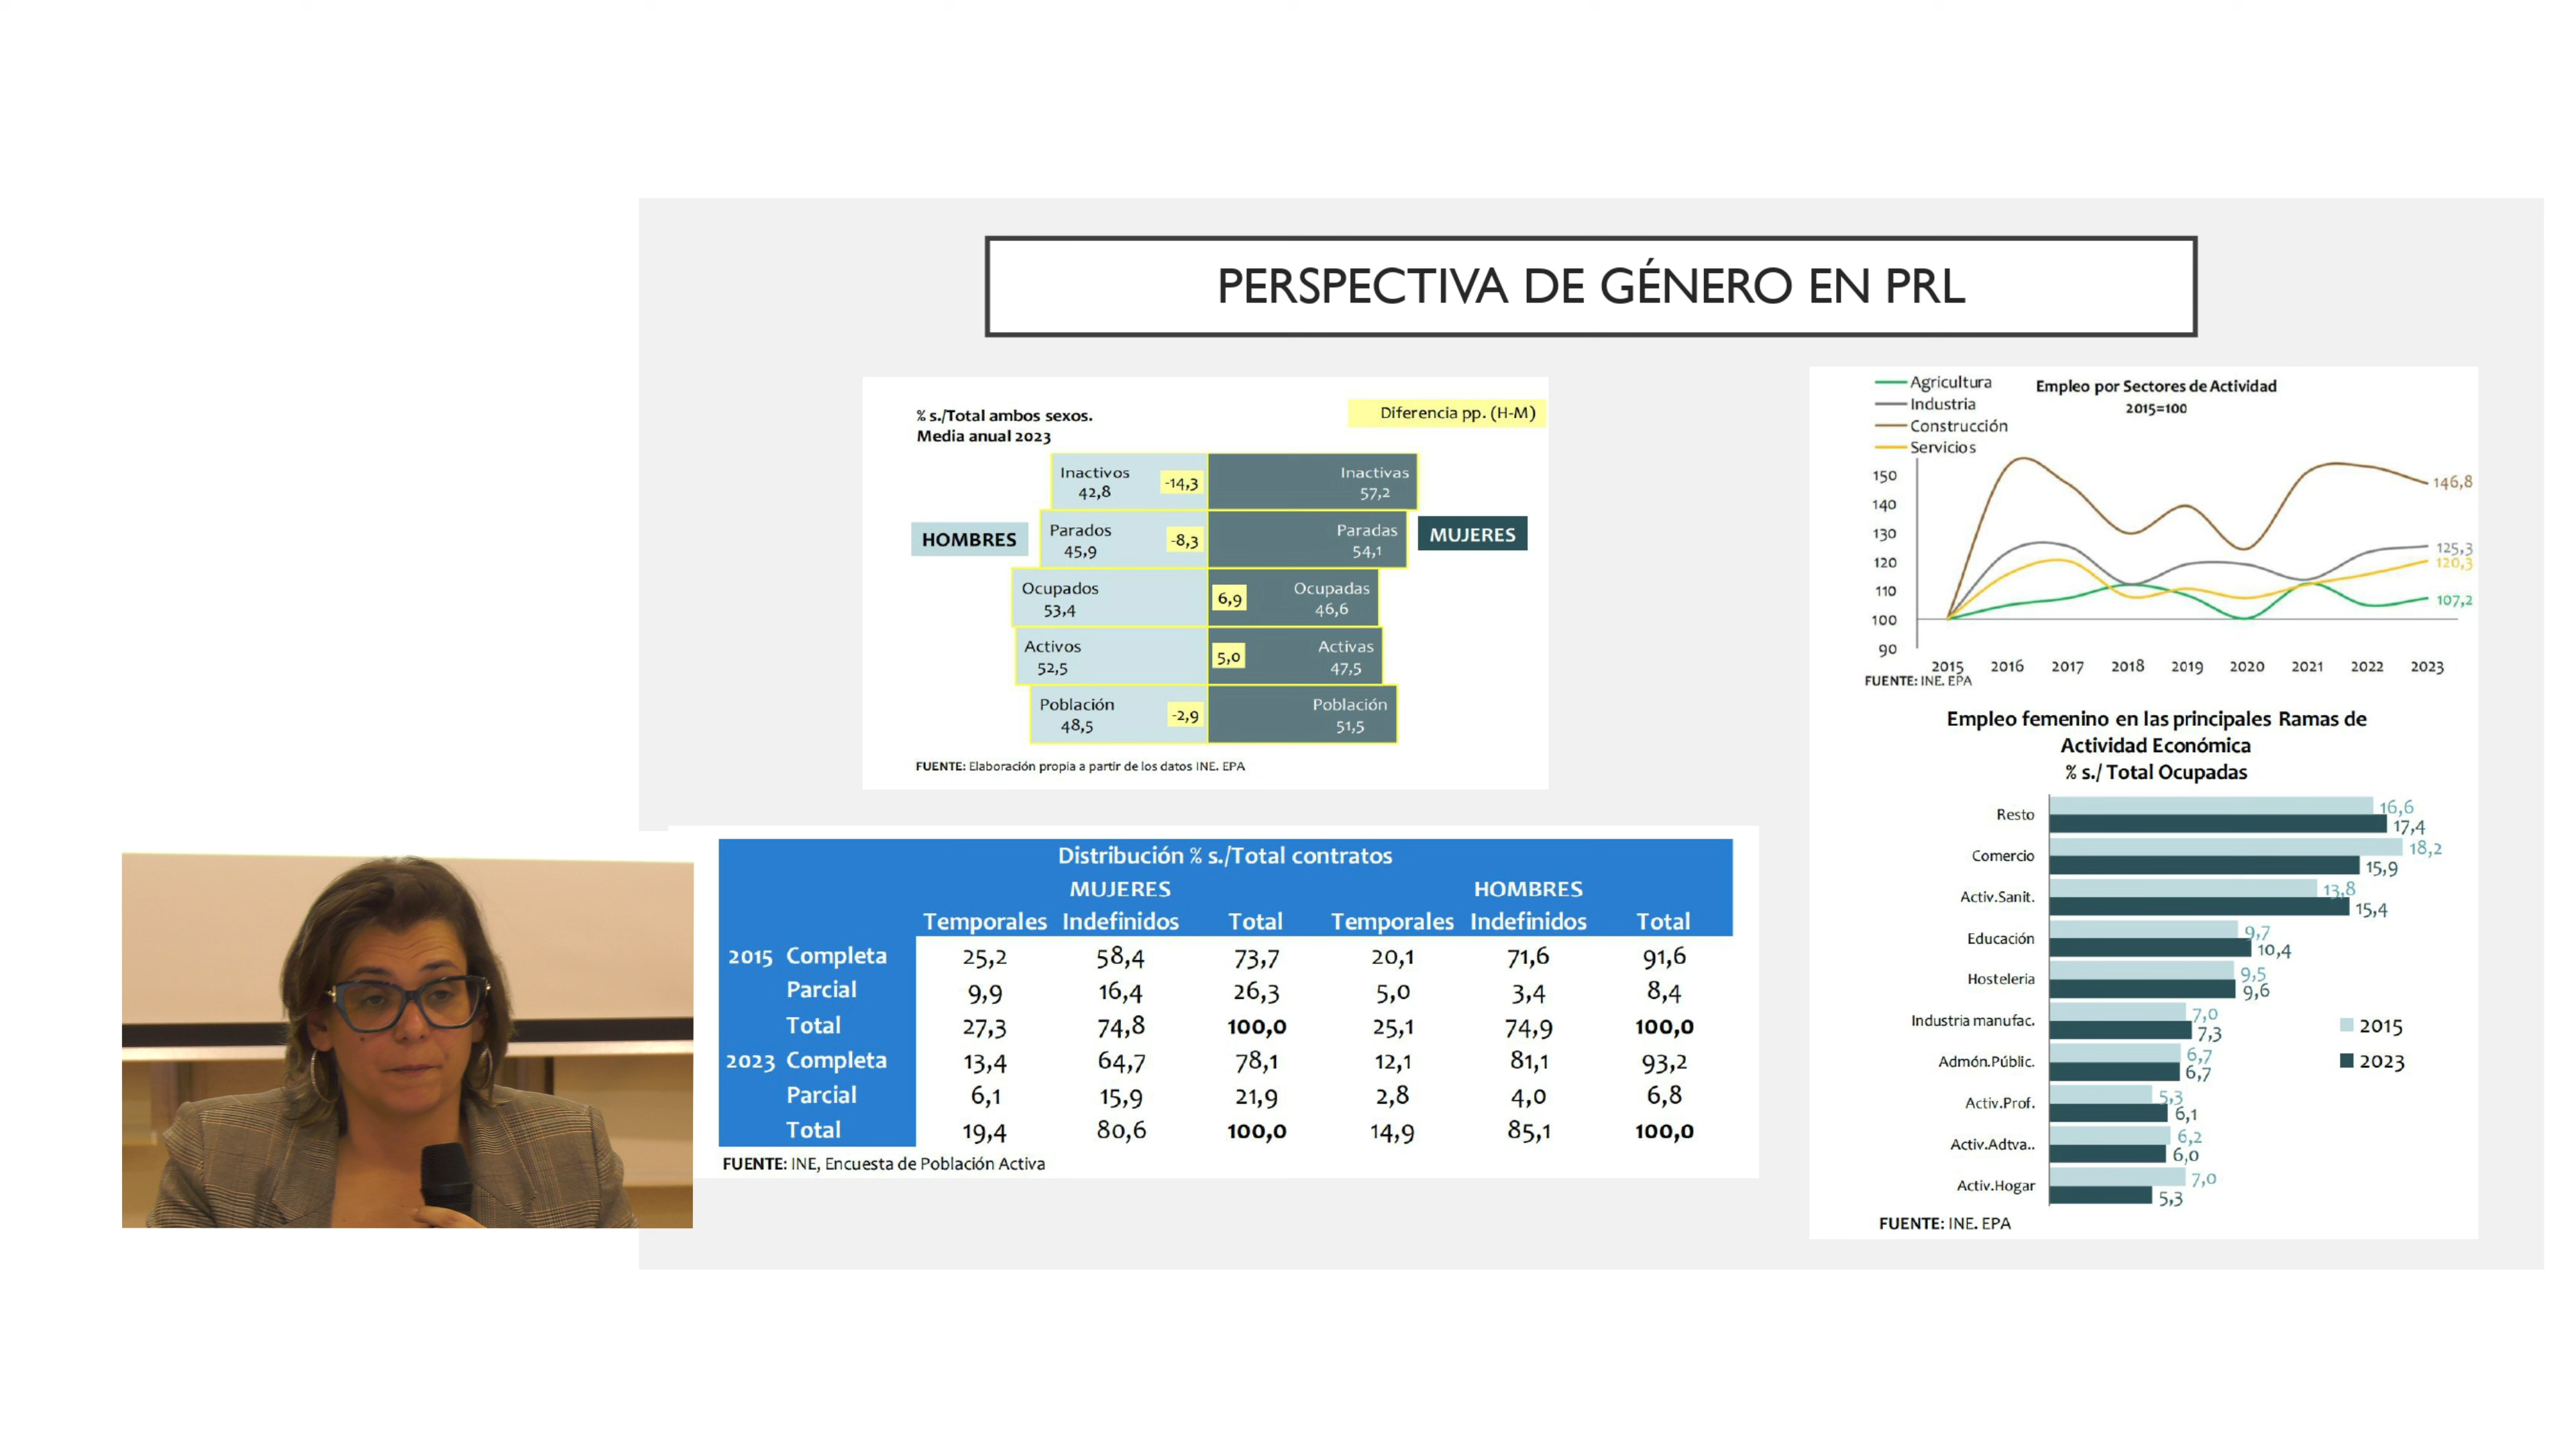 PERSPECTIVA DE GÉNERO EN PRL
% s./Total ambos sexos.
Media anual 2023
Diferencia pp. (H-M)
HOMBRES
MUJERES
Inactivos
42,8
-14,3
Inactivas
57,2
Parados
45,9
-8,3
Paradas
54,1
Ocupados
53,4
6,9
Ocupadas
46,6
Activos
52,5
5,0
Activas
47,5
Población
48,5
-2,9
Población
51,5
FUENTE: Elaboración propia a partir de los datos INE. EPA
Distribución % s./Total contratos
MUJERES HOMBRES
Temporales Indefinidos Total Temporales Indefinidos Total
2015 Completa 25,2 58,4 73,7 20,1 71,6 91,6
Parcial 9,9 16,4 26,3 5,0 3,4 8,4
Total 27,3 74,8 100,0 25,1 74,9 100,0
2023 Completa 13,4 64,7 78,1 12,1 81,1 93,2
Parcial 6,1 15,9 21,9 2,8 4,0 6,8
Total 19,4 80,6 100,0 14,9 85,1 100,0
FUENTE: INE, Encuesta de Población Activa
Agricultura
Industria
Construcción
Servicios
Empleo por Sectores de Actividad
2015=100
150
140
130
120
110
100
90
146,8
125,3
120,3
107,2
2015 2016 2017 2018 2019 2020 2021 2022 2023
FUENTE: INE. EPA
Empleo femenino en las principales Ramas de
Actividad Económica
% s./ Total Ocupadas
Resto 16,6
17,4
Comercio 18,2
15,9
Activ.Sanit. 13,8
15,4
Educación 9,7
10,4
Hosteleria 9,5
9,6
Industria manufac. 7,0
7,3
Admón.Públic. 6,7
6,7
Activ.Prof. 5,3
6,1
Activ.Adtva.. 6,2
6,0
Activ.Hogar 7,0
5,3
2015
2023
FUENTE: INE. EPA